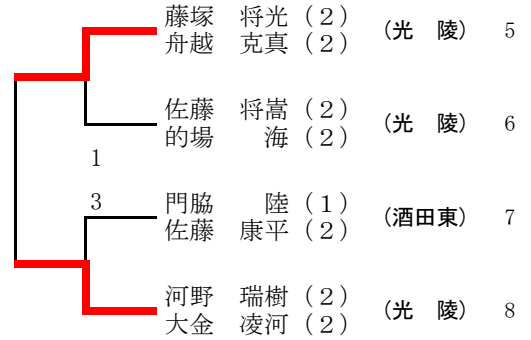 藤塚　将光（２）
舟越　克真（２）
（光　陵）　5
佐藤　将嵩（２）
的場　　海（２）
（光　陵）　6
1
3
門脇　　陸（１）
佐藤　康平（２）
（酒田東）　7
河野　瑞樹（２）
大金　凌河（２）
（光　陵）　8